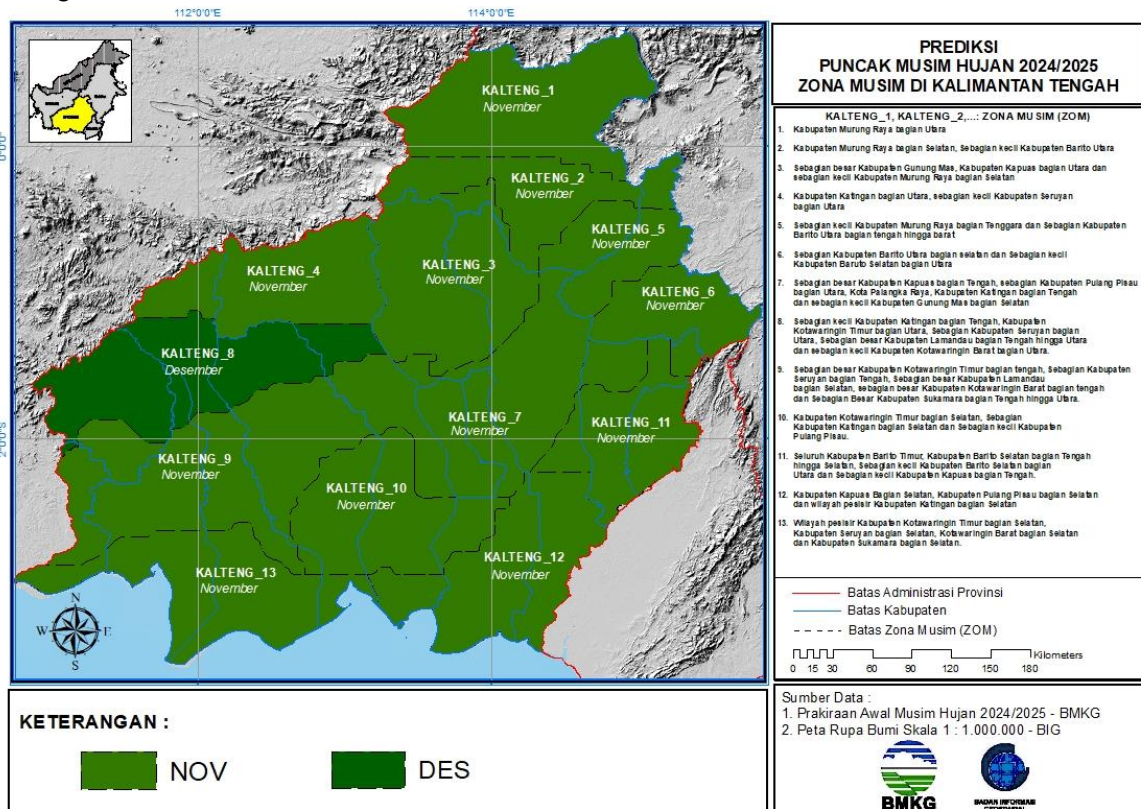 112°0'0"E
114°0'0"E
0°0'0"
2°0'0"S
KALTENG_1
November
KALTENG_2
November
KALTENG_5
November
KALTENG_3
November
KALTENG_4
November
KALTENG_6
November
KALTENG_8
Desember
KALTENG_7
November
KALTENG_11
November
KALTENG_9
November
KALTENG_10
November
KALTENG_12
November
KALTENG_13
November
N
W
E
S
PREDIKSI
PUNCAK MUSIM HUJAN 2024/2025
ZONA MUSIM DI KALIMANTAN TENGAH
KALTENG_1, KALTENG_2,...: ZONA MUSIM (ZOM)
1. Kabupaten Murung Raya bagian Utara
2. Kabupaten Murung Raya bagian Selatan, Sebagian kecil Kabupaten Barito Utara
3. Sebagian besar Kabupaten Gunung Mas, Kabupaten Kapuas bagian Utara dan
sebagian kecil Kabupaten Murung Raya bagian Selatan
4. Kabupaten Katingan bagian Utara, sebagian kecil Kabupaten Seruyan
bagian Utara
5. Sebagian kecil Kabupaten Murung Raya bagian Tenggara dan Sebagian Kabupaten
Barito Utara bagian tengah hingga barat
6. Sebagian Kabupaten Barito Utara bagian selatan dan Sebagian kecil
Kabupaten Baruto Selatan bagian Utara
7. Sebagian besar Kabupaten Kapuas bagian Tengah, sebagian Kabupaten Pulang Pisau
bagian Utara, Kota Palangka Raya, Kabupaten Katingan bagian Tengah
dan sebagian kecil Kabupaten Gunung Mas bagian Selatan
8. Sebagian kecil Kabupaten Katingan bagian Tengah, Kabupaten
Kotawaringin Timur bagian Utara, Sebagian Kabupaten Seruyan bagian
Utara, Sebagian besar Kabupaten Lamandau bagian Tengah hingga Utara
dan sebagian kecil Kabupaten Kotawaringin Barat bagian Utara.
9. Sebagian besar Kabupaten Kotawaringin Timur bagian tengah, Sebagian Kabupaten
Seruyan bagian Tengah, Sebagian besar Kabupaten Lamandau
bagian Selatan, sebagian besar Kabupaten Kotawaringin Barat bagian tengah
dan Sebagian Besar Kabupaten Sukamara bagian Tengah hingga Utara.
10. Kabupaten Kotawaringin Timur bagian Selatan, Sebagian
Kabupaten Katingan bagian Selatan dan Sebagian kecil Kabupaten
Pulang Pisau.
11. Seluruh Kabupaten Barito Timur, Kabupaten Barito Selatan bagian Tengah
hingga Selatan, Sebagian kecil Kabupaten Barito Selatan bagian
Utara dan Sebagian kecil Kabupaten Kapuas bagian Tengah.
12. Kabupaten Kapuas Bagian Selatan, Kabupaten Pulang Pisau bagian Selatan
dan wilayah pesisir Kabupaten Katingan bagian Selatan
13. Wilayah pesisir Kabupaten Kotawaringin Timur bagian Selatan,
Kabupaten Seruyan bagian Selatan, Kotawaringin Barat bagian Selatan
dan Kabupaten Sukamara bagian Selatan.
Batas Administrasi Provinsi
Batas Kabupaten
Batas Zona Musim (ZOM)
Kilometers
0 15 30 60 90 120 150 180
KETERANGAN :
NOV
DES
Sumber Data :
1. Prakiraan Awal Musim Hujan 2024/2025 - BMKG
2. Peta Rupa Bumi Skala 1 : 1.000.000 - BIG
BMKG
BADAN INFORMASI
GEOSPASIAL